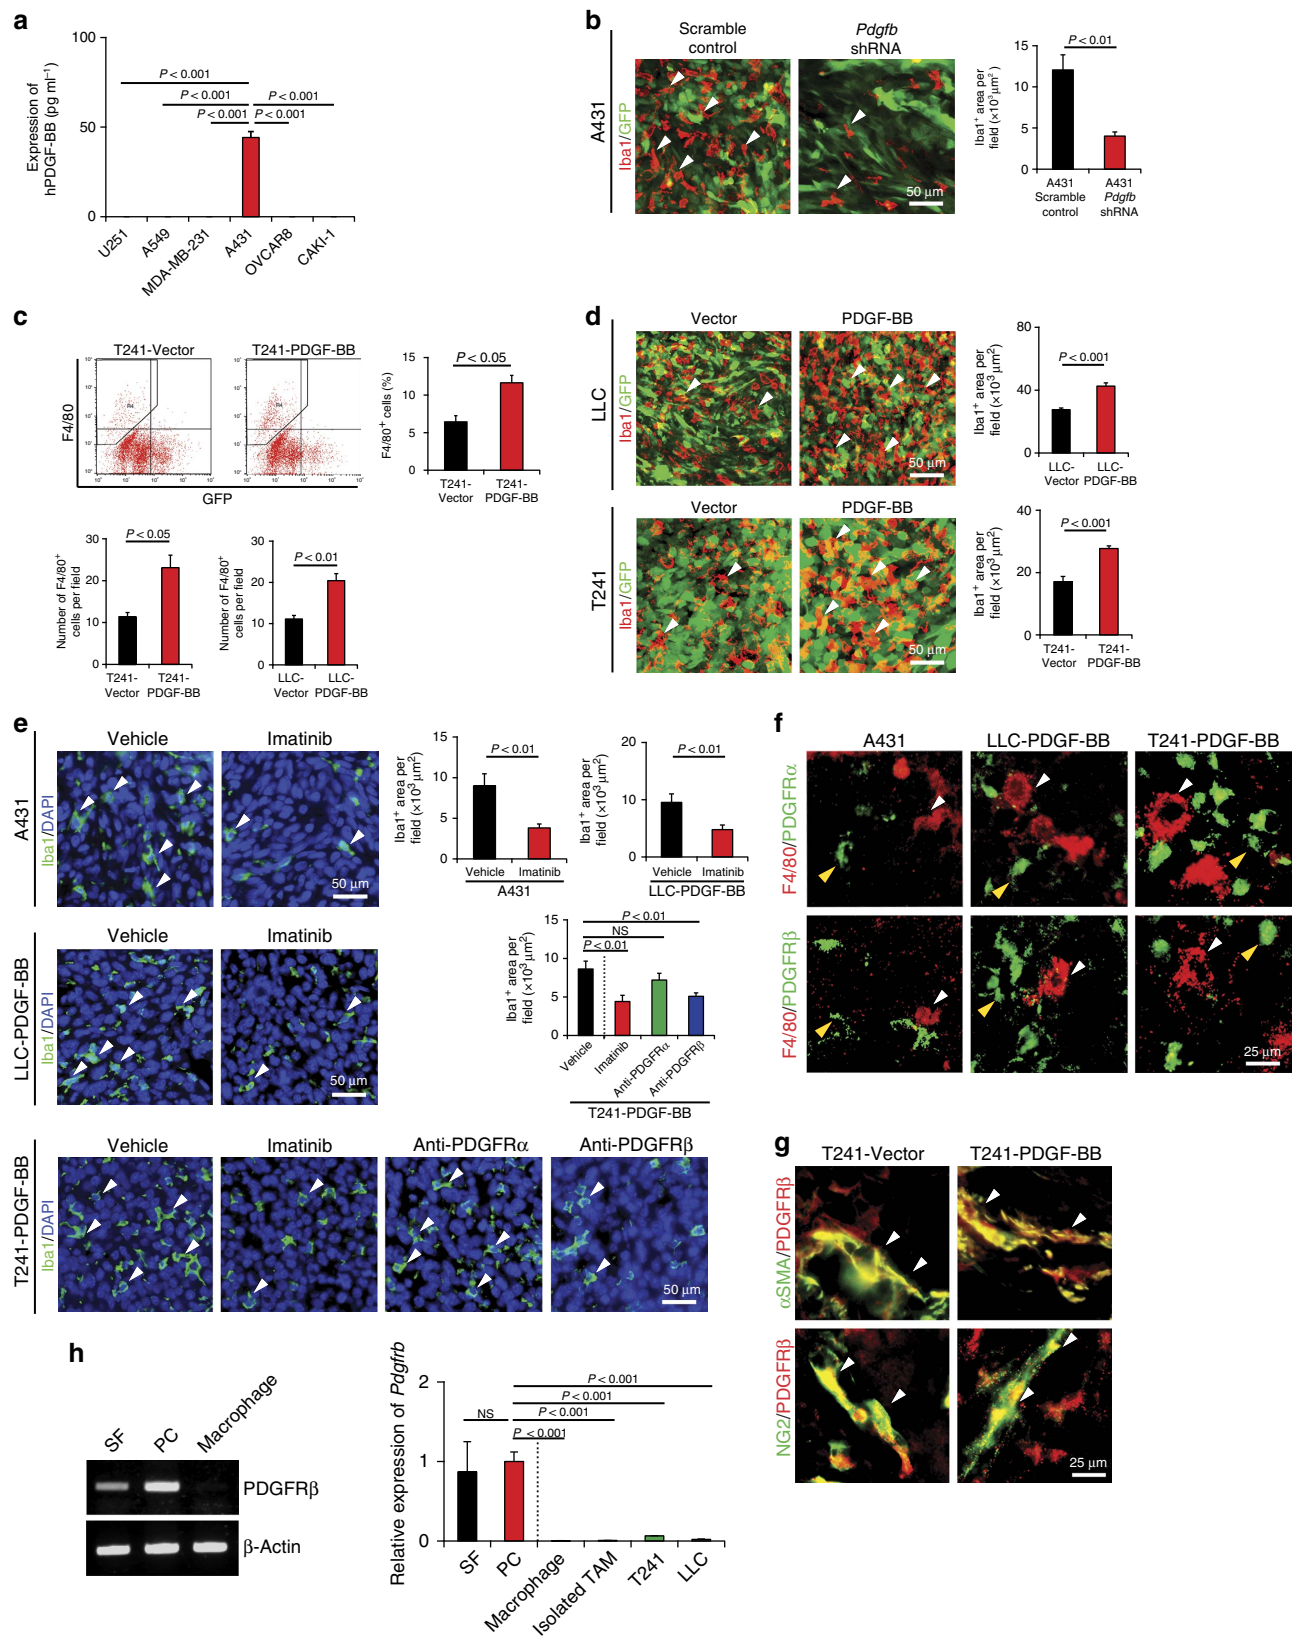 a
Expression of
hPDGF-BB (pg ml⁻¹)
100
50
0
P < 0.001
P < 0.001
P < 0.001
P < 0.001
P < 0.001
U251
A549
MDA-MB-231
A431
OVCAR8
CAKI-1
b
A431
Iba1/GFP
Scramble
control
Pdgfb
shRNA
50 μm
Iba1⁺ area per
field (×10³μm²)
15
10
5
0
P < 0.01
A431
Scramble
control
A431
Pdgfb
shRNA
c
T241-Vector
T241-PDGF-BB
F4/80
GFP
R4
F4/80⁺ cells (%)
15
10
5
0
P < 0.05
T241-
Vector
T241-
PDGF-BB
Number of F4/80⁺
cells per field
30
20
10
0
P < 0.05
T241-
Vector
T241-
PDGF-BB
Number of F4/80⁺
cells per field
30
20
10
0
P < 0.01
LLC-
Vector
LLC-
PDGF-BB
d
LLC
Iba1/GFP
Vector
PDGF-BB
50 μm
Iba1⁺ area per
field (×10³ μm²)
80
40
0
P < 0.001
LLC-
Vector
LLC-
PDGF-BB
T241
Iba1/GFP
Vector
PDGF-BB
50 μm
Iba1⁺ area per
field (×10³ μm²)
40
20
0
P < 0.001
T241-
Vector
T241-
PDGF-BB
e
A431
Iba1/DAPI
Vehicle
Imatinib
50 μm
Iba1⁺ area per
field (×10³ μm²)
15
10
5
0
P < 0.01
Vehicle
Imatinib
A431
Iba1⁺ area per
field (×10³ μm²)
20
10
0
P < 0.01
Vehicle
Imatinib
LLC-PDGF-BB
LLC-PDGF-BB
Iba1/DAPI
Vehicle
Imatinib
50 μm
Iba1⁺ area per
field (×10³ μm²)
15
10
5
0
P < 0.01
NS
P < 0.01
Vehicle
Imatinib
Anti-PDGFRα
Anti-PDGFRβ
T241-PDGF-BB
T241-PDGF-BB
Iba1/DAPI
Vehicle
Imatinib
Anti-PDGFRα
Anti-PDGFRβ
50 μm
f
A431
LLC-PDGF-BB
T241-PDGF-BB
F4/80/PDGFRα
F4/80/PDGFRβ
25 μm
g
T241-Vector
T241-PDGF-BB
αSMA/PDGFRβ
NG2/PDGFRβ
25 μm
h
SF
PC
Macrophage
PDGFRβ
β-Actin
Relative expression of Pdgfrb
2
1
0
P < 0.001
P < 0.001
P < 0.001
NS
P < 0.001
SF
PC
Macrophage
Isolated TAM
T241
LLC